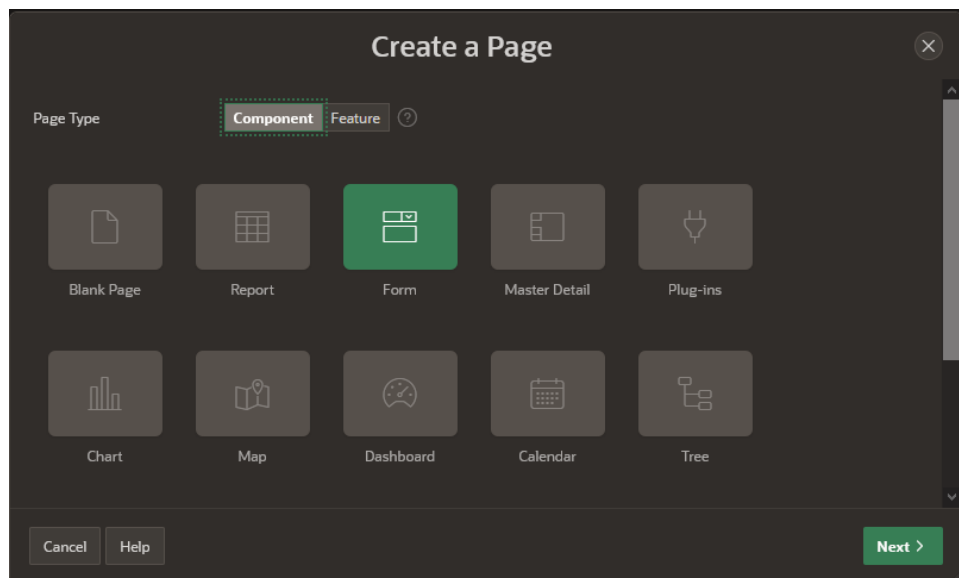 Create a Page
Page Type
Component
Feature
?
Blank Page
Report
Form
Master Detail
Plug-ins
Chart
Map
Dashboard
Calendar
Tree
Cancel
Help
Next >